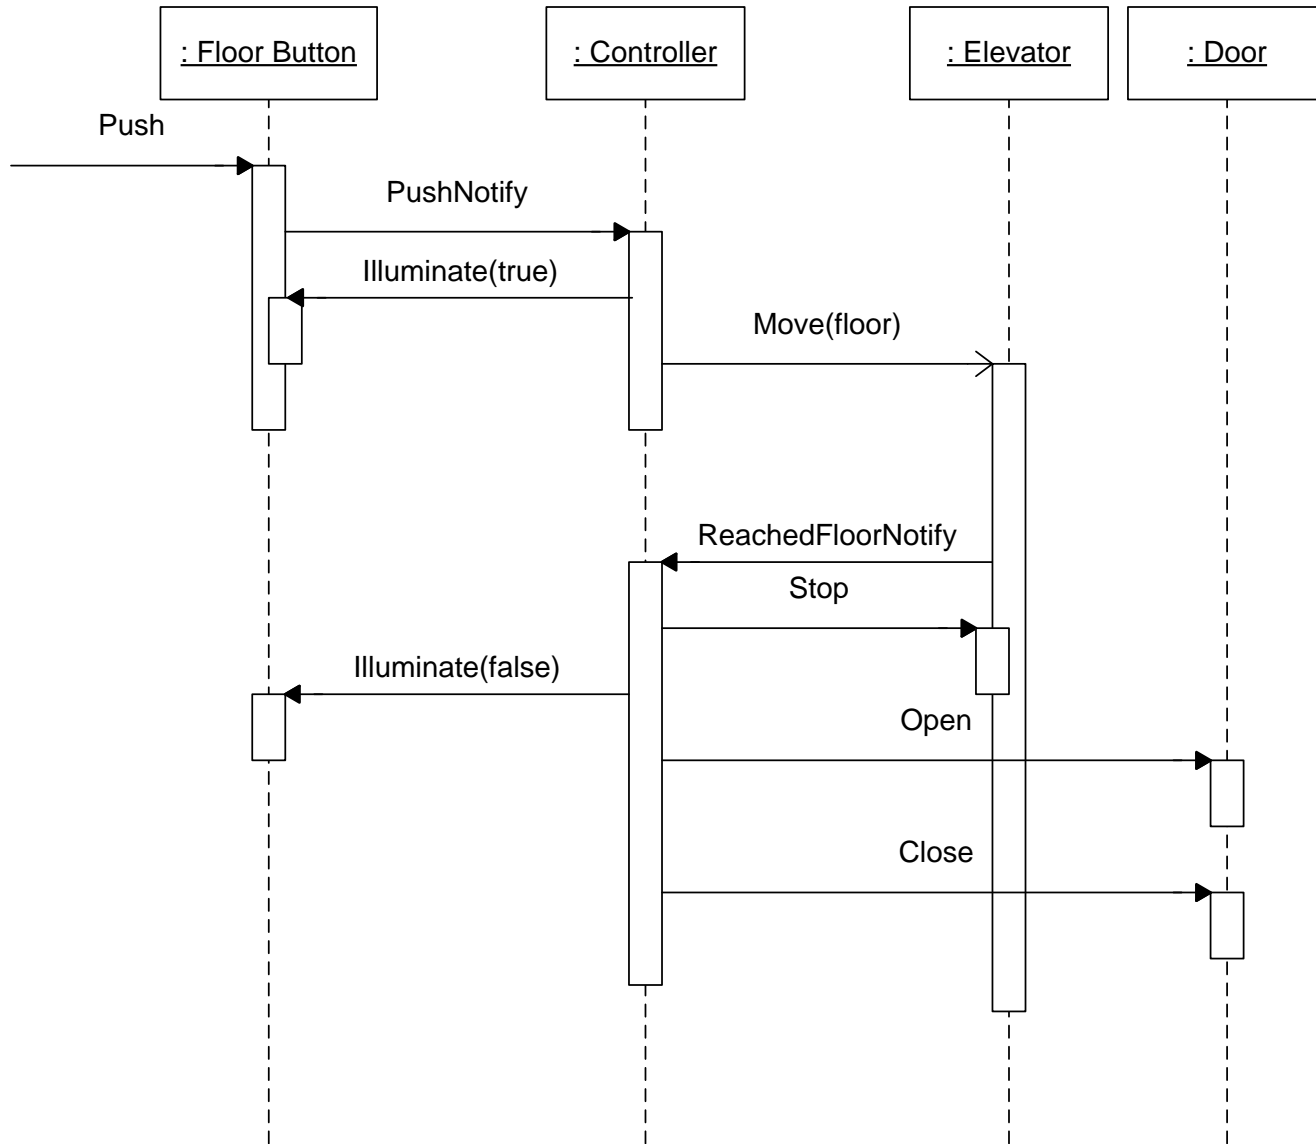 : Floor Button
: Controller
: Elevator
: Door
Push
PushNotify
Illuminate(true)
Move(floor)
ReachedFloorNotify
Stop
Illuminate(false)
Open
Close